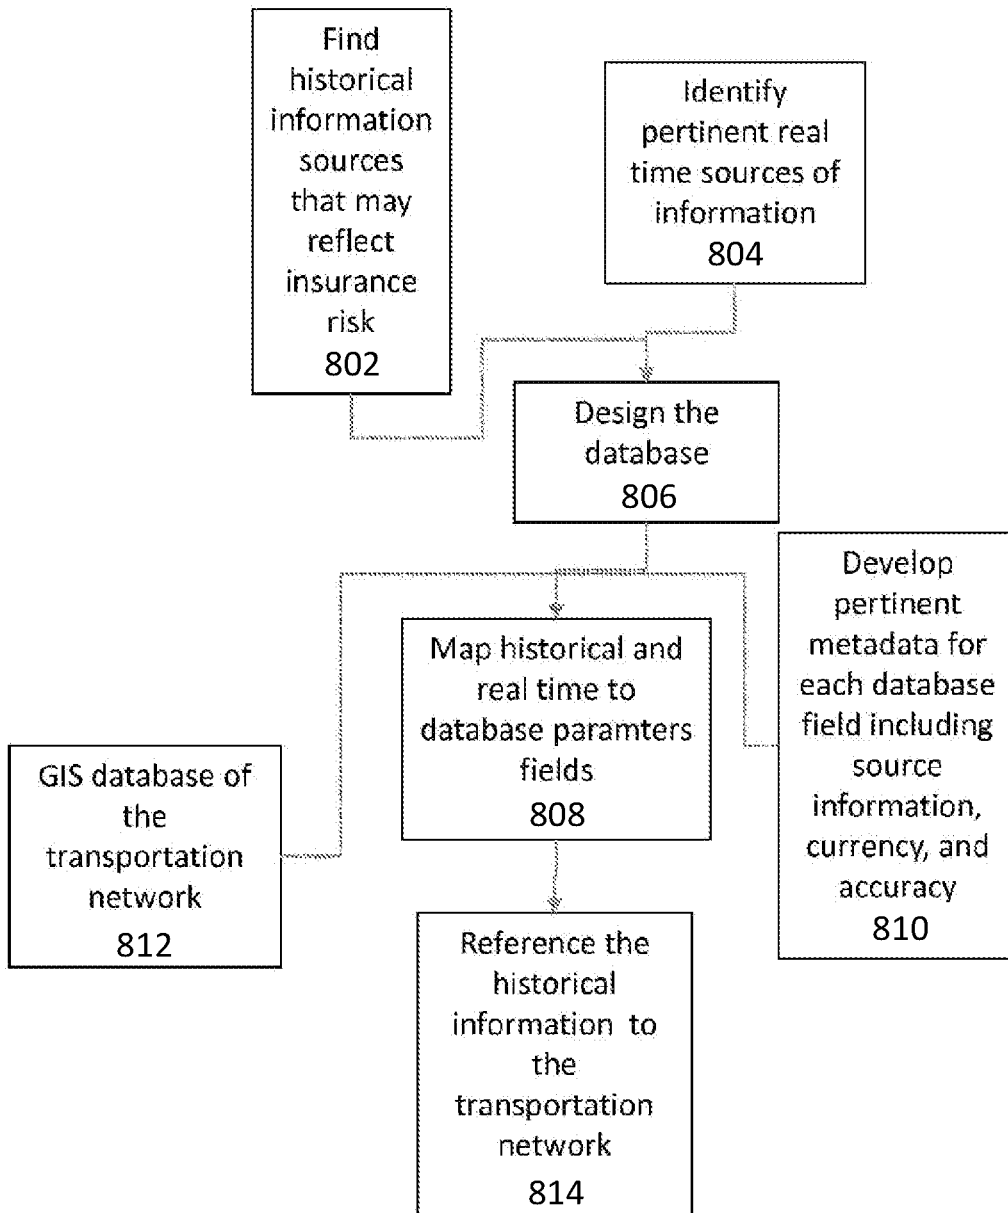 Find
historical
information
sources
that may
reflect
insurance
risk
802
Identify
pertinent real
time sources of
information
804
Design the
database
806
Map historical and
real time to
database paramters
fields
808
Develop
pertinent
metadata for
each database
field including
source
information,
currency, and
accuracy
810
GIS database of
the
transportation
network
812
Reference the
historical
information to
the
transportation
network
814